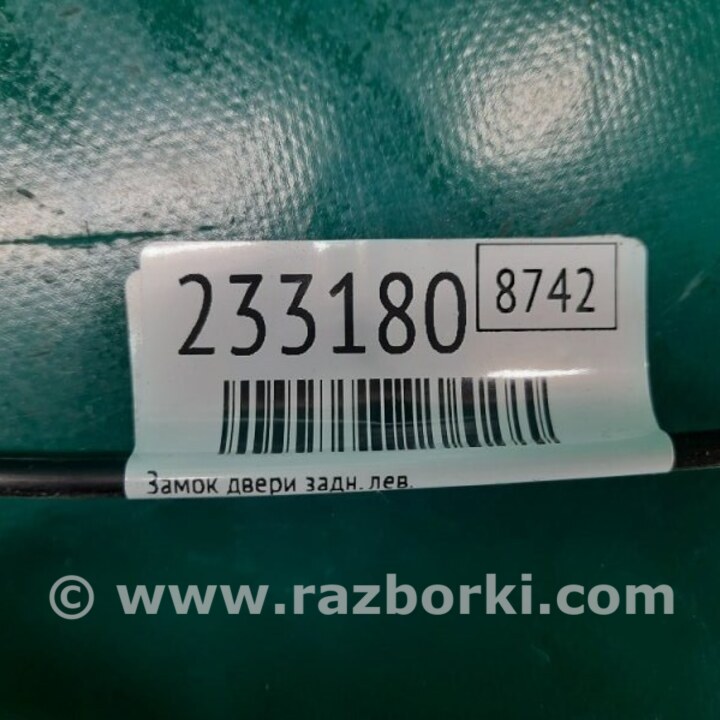 233180
8742
Замок двери задн. лев.
© www.razborki.com